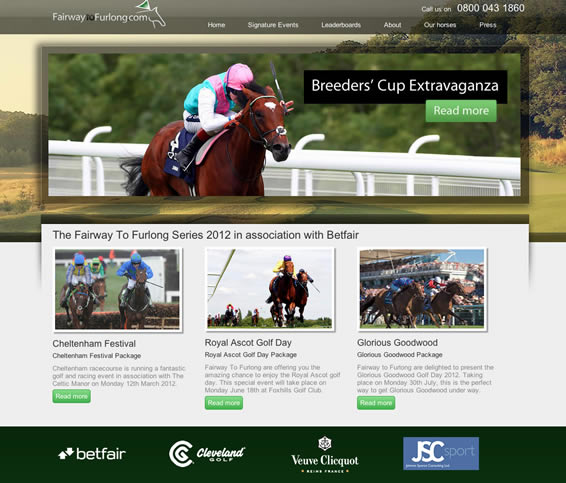 FairwaytoFurlong.com
Call us on 0800 043 1860
Home Signature Events Leaderboards About Our horses Press
Breeders' Cup Extravaganza
Read more
The Fairway To Furlong Series 2012 in association with Betfair
Cheltenham Festival
Cheltenham Festival Package
Cheltenham racecourse is running a fantastic
golf and racing event in association with The
Celtic Manor on Monday 12th March 2012.
Read more
Royal Ascot Golf Day
Royal Ascot Golf Day Package
Fairway To Furlong are offering you the
amazing chance to enjoy the Royal Ascot golf
day. This special event will take place on
Monday June 18th at Foxhills Golf Club.
Read more
Glorious Goodwood
Glorious Goodwood Package
Fairway to Furlong are delighted to present the
Glorious Goodwood Golf Day 2012. Taking
place on Monday 30th July, this is the perfect
way to get Glorious Goodwood under way.
Read more
betfair
Cleveland
GOLF
Veuve Clicquot
REIMS FRANCE
JSC sport